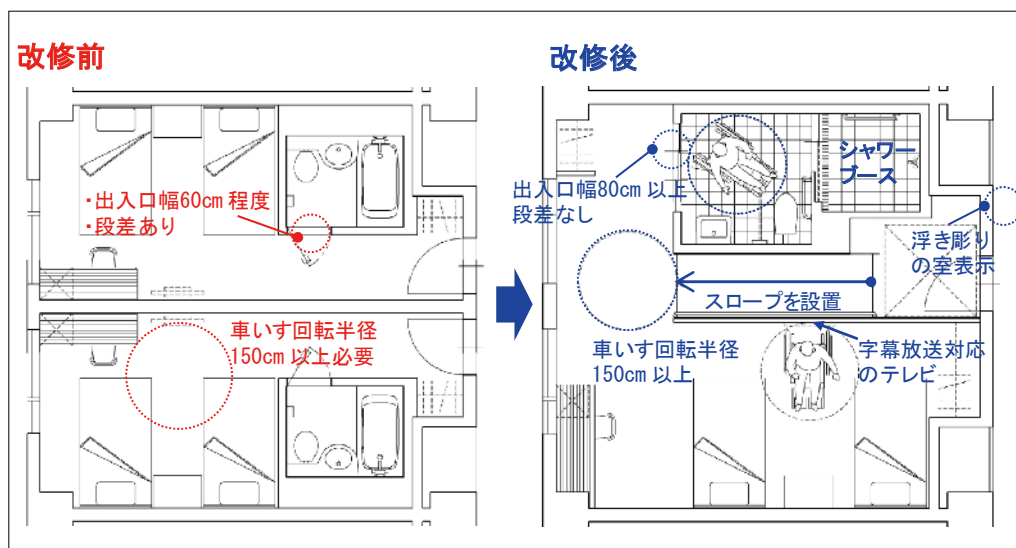 改修前
・出入口幅60cm 程度
・段差あり
車いす回転半径
150cm 以上必要
改修後
シャワー
ブース
出入口幅80cm 以上
段差なし
浮き彫り
の室表示
スロープを設置
車いす回転半径
150cm 以上
字幕放送対応
のテレビ